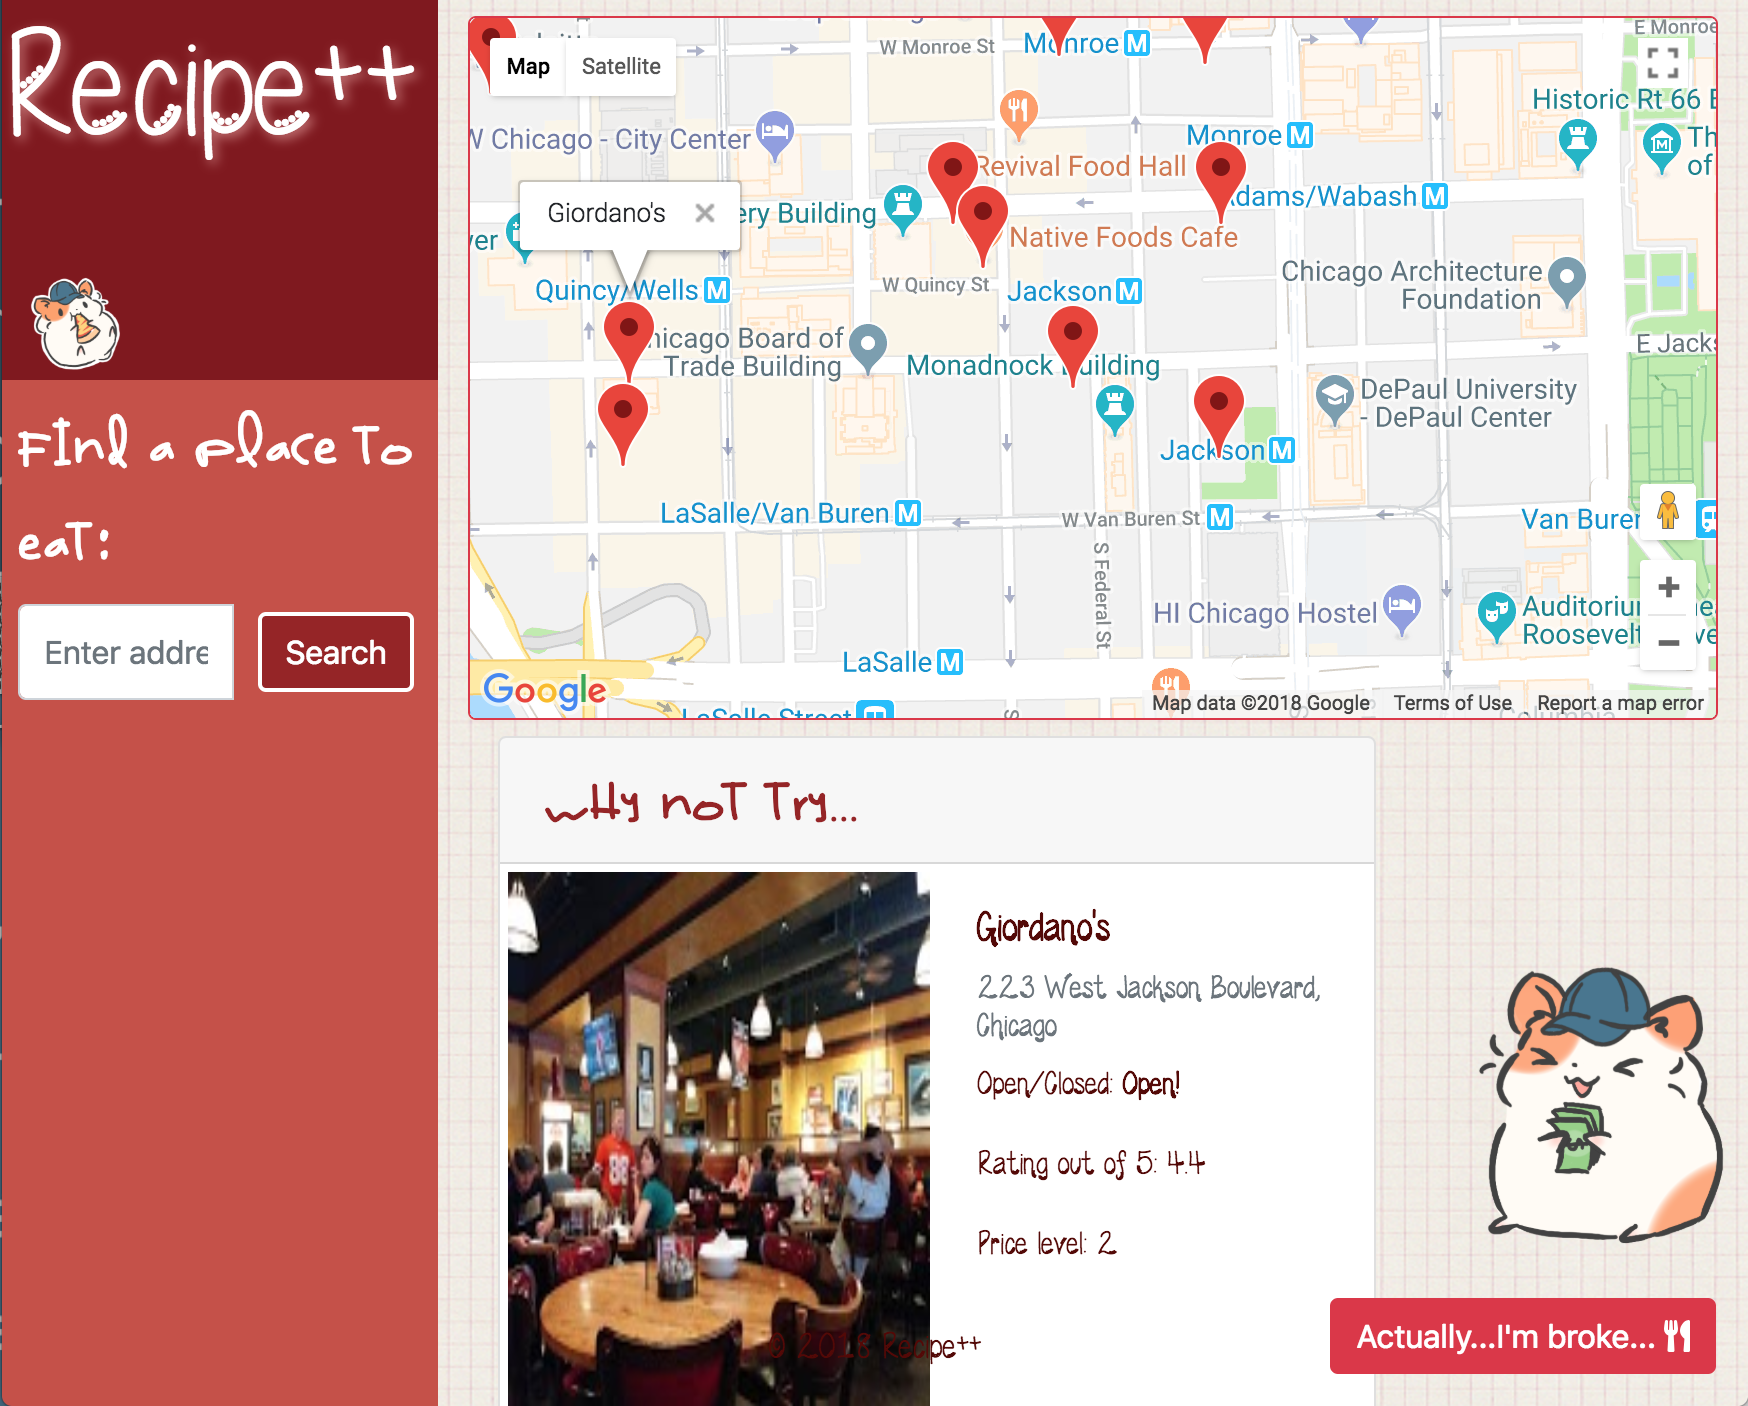 Recipe++
Find a place to
eat:
Enter addre
Search
Map
Satellite
W Monroe St
Monroe
E Monroe
Historic Rt 66
W Chicago - City Center
Monroe
Revival Food Hall
Adams/Wabash
Giordano's
ery Building
Native Foods Cafe
Quincy/Wells
W Quincy St
Jackson
Chicago Architecture
Foundation
hicago Board of
Trade Building
Monadnock Building
E Jacks
DePaul University
- DePaul Center
Jackson
LaSalle/Van Buren
W Van Buren St
Van Buren
S Federal St
HI Chicago Hostel
Auditorium
Roosevelt
LaSalle
LaSalle Street
Google
Map data ©2018 Google
Terms of Use
Report a map error
Columbia
Why not try...
Giordano's
223 West Jackson Boulevard,
Chicago
Open/Closed: Open!
Rating out of 5: 4.4
Price level: 2
© 2018 Recipe++
Actually...I'm broke...